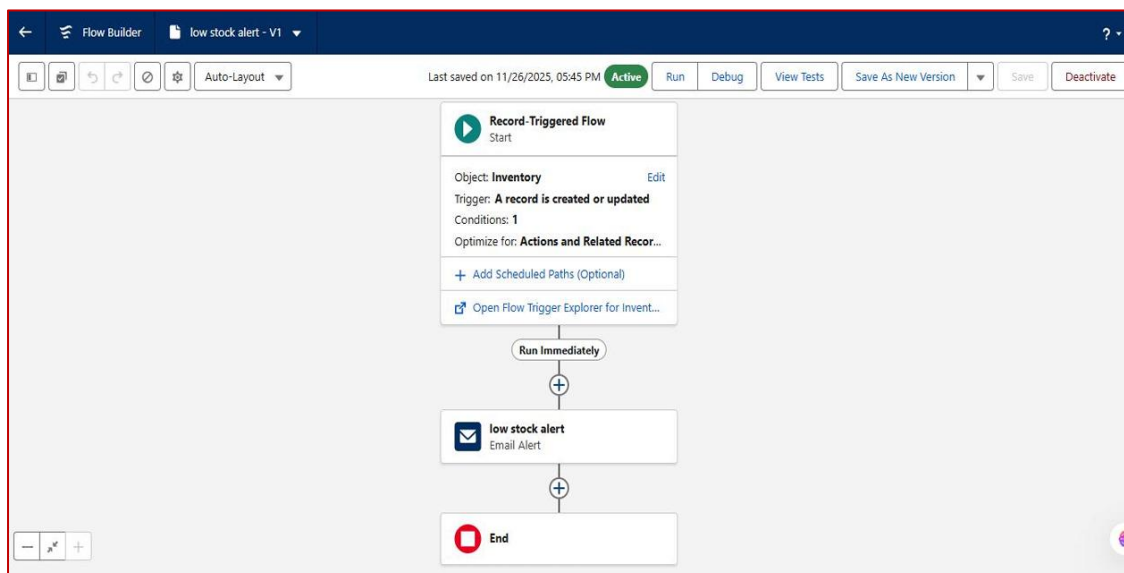 Flow Builder low stock alert - V1 ?
Auto-Layout Last saved on 11/26/2025, 05:45 PM Active Run Debug View Tests Save As New Version Save Deactivate
Record-Triggered Flow
Start
Object: Inventory Edit
Trigger: A record is created or updated
Conditions: 1
Optimize for: Actions and Related Recor...
+ Add Scheduled Paths (Optional)
Open Flow Trigger Explorer for Invent...
Run Immediately
low stock alert
Email Alert
End